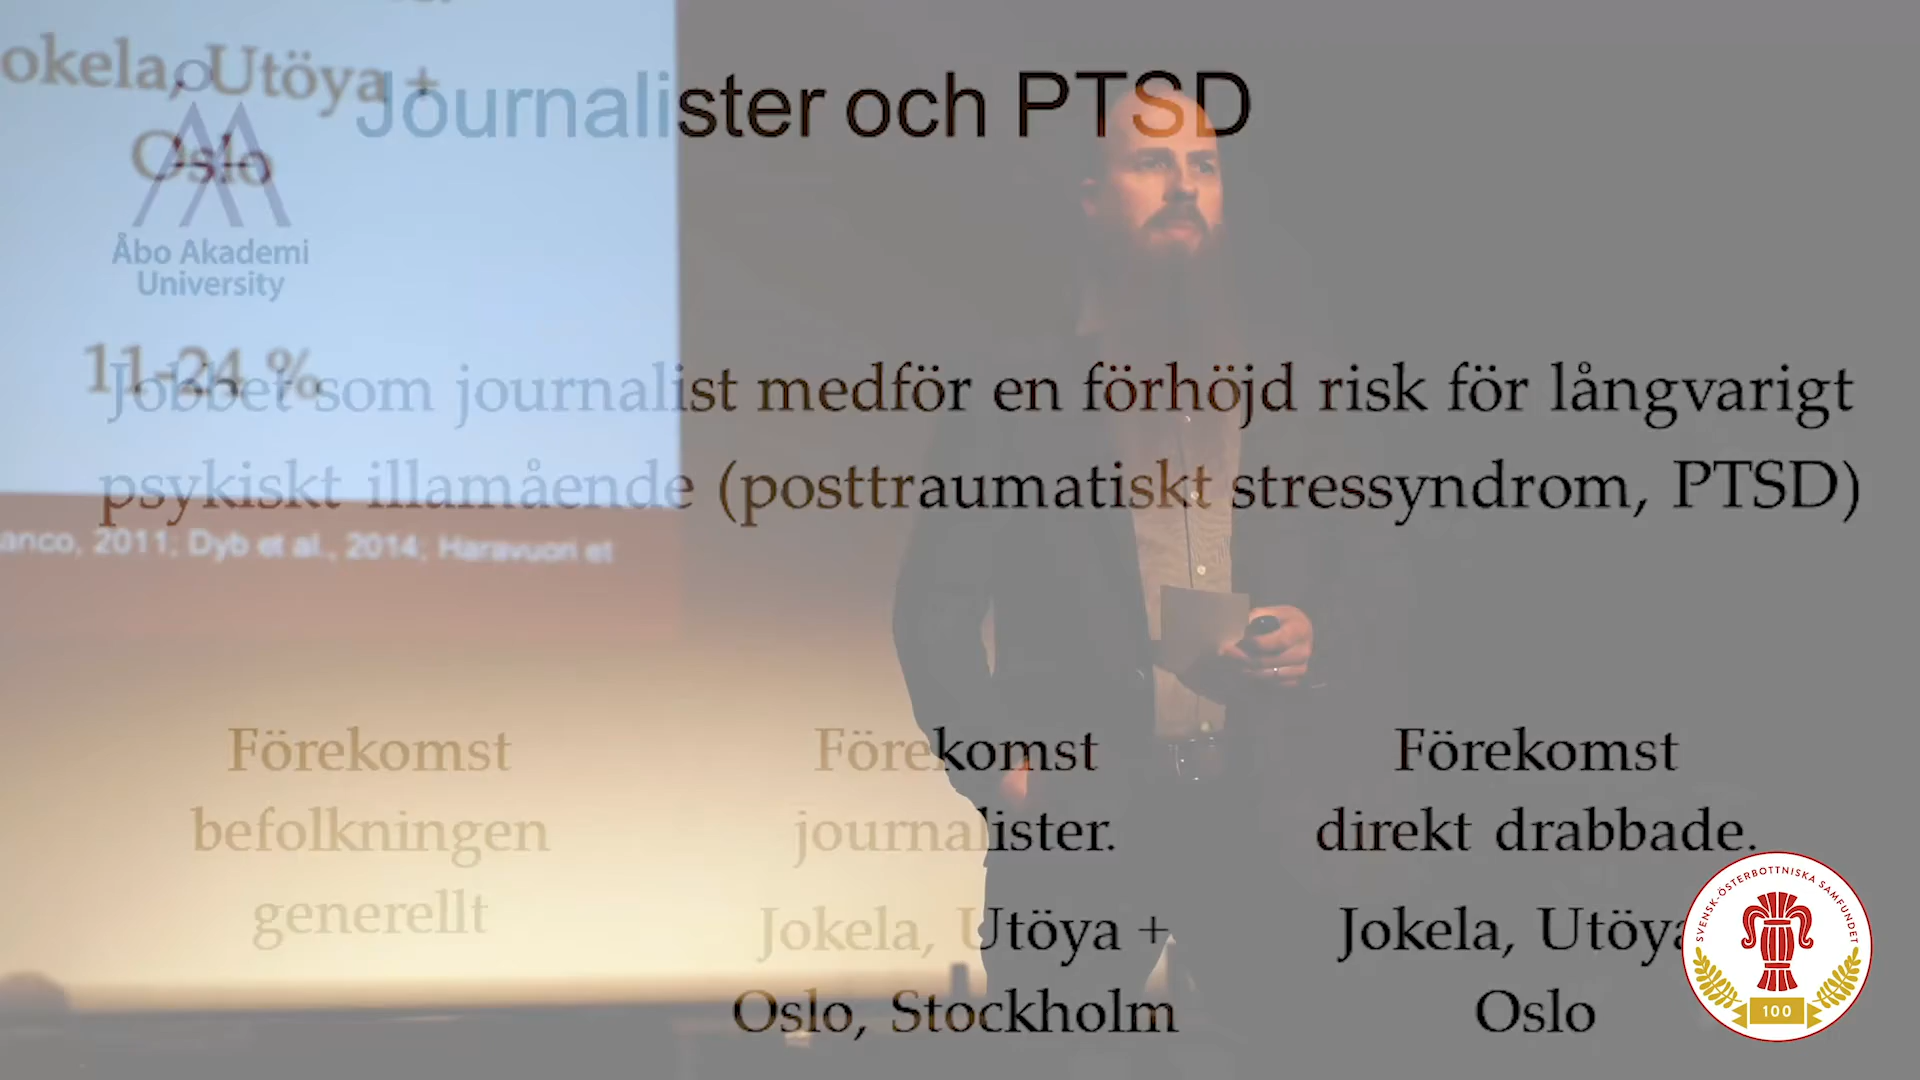 okela, Utöya +
Oslo
Journalister och PTSD
Åbo Akademi
University
11-24 %
Jobbet som journalist medför en förhöjd risk för långvarigt
psykiskt illamående (posttraumatiskt stressyndrom, PTSD)
anco, 2011; Dyb et al., 2014; Haravuori et
Förekomst
befolkningen
generellt
Förekomst
journalister.
Jokela, Utöya +
Oslo, Stockholm
Förekomst
direkt drabbade.
Jokela, Utöya
Oslo
SVENSK-ÖSTERBOTTNISKA SAMFUNDET
100